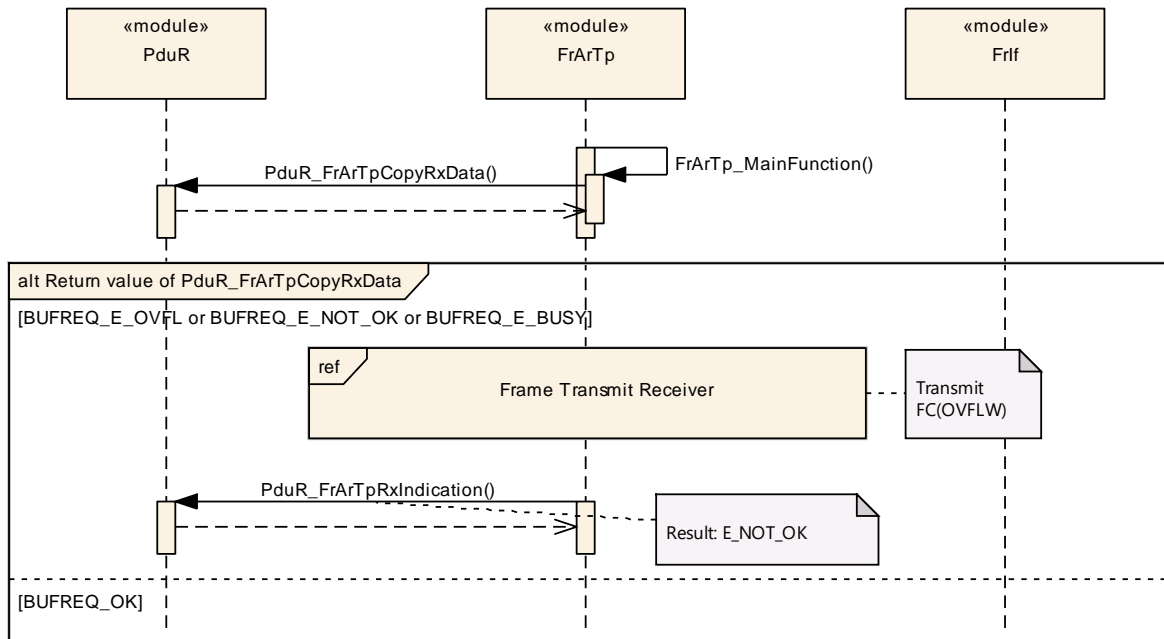 «module»
PduR
«module»
FrArTp
«module»
FrIf
FrArTp_MainFunction()
PduR_FrArTpCopyRxData()
alt Return value of PduR_FrArTpCopyRxData
[BUFREQ_E_OVFL or BUFREQ_E_NOT_OK or BUFREQ_E_BUSY]
ref
Frame Transmit Receiver
Transmit
FC(OVFLW)
PduR_FrArTpRxIndication()
Result: E_NOT_OK
[BUFREQ_OK]